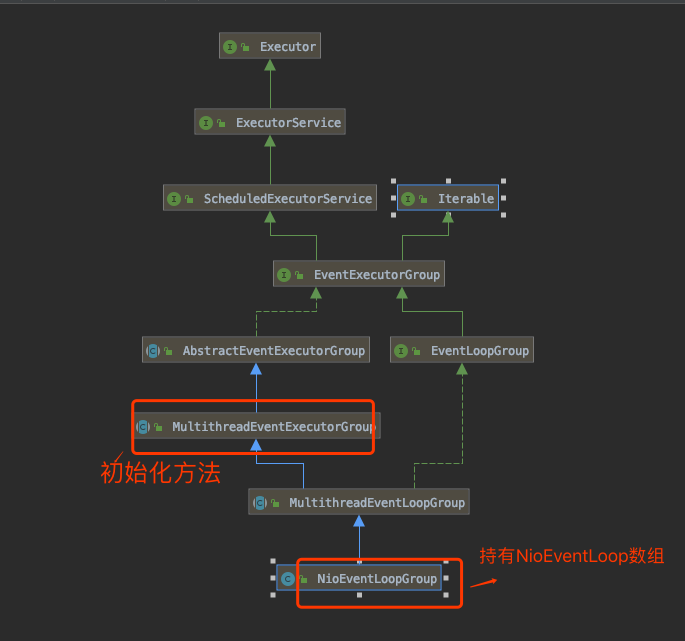 Executor
ExecutorService
ScheduledExecutorService
Iterable
EventExecutorGroup
AbstractEventExecutorGroup
EventLoopGroup
MultithreadEventExecutorGroup
初始化方法
MultithreadEventLoopGroup
持有NioEventLoop数组
NioEventLoopGroup